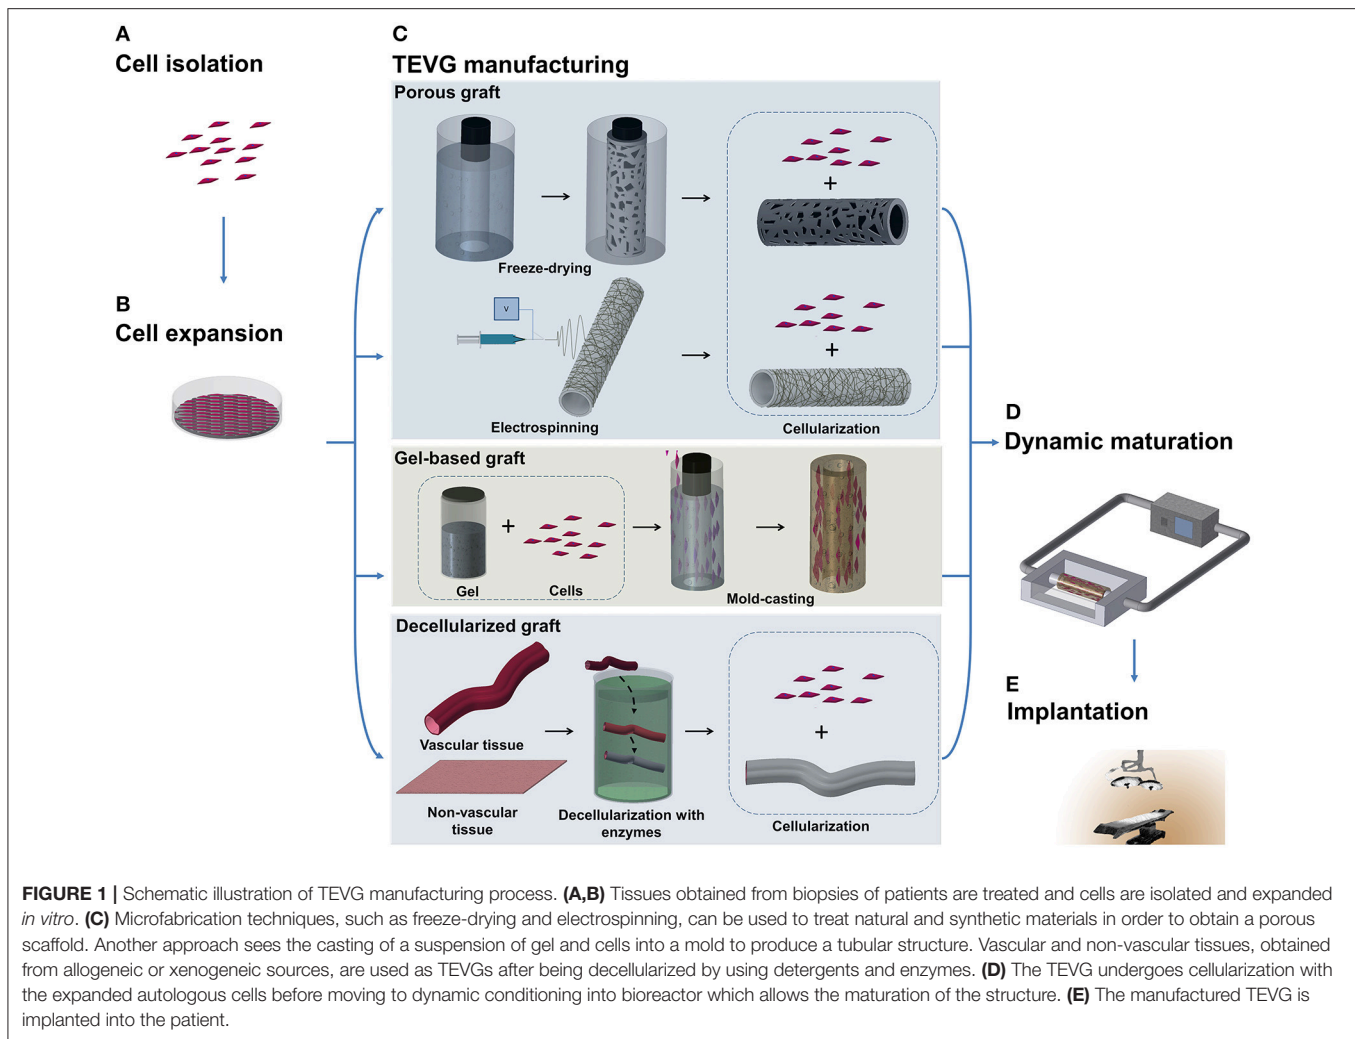 A
Cell isolation
B
Cell expansion
C
TEVG manufacturing
Porous graft
Freeze-drying
V
Electrospinning
+
+
Cellularization
Gel-based graft
+
Gel
Cells
Mold-casting
Decellularized graft
Vascular tissue
Non-vascular
tissue
Decellularization with
enzymes
+
Cellularization
D
Dynamic maturation
E
Implantation
FIGURE 1 | Schematic illustration of TEVG manufacturing process. (A,B) Tissues obtained from biopsies of patients are treated and cells are isolated and expanded
in vitro. (C) Microfabrication techniques, such as freeze-drying and electrospinning, can be used to treat natural and synthetic materials in order to obtain a porous
scaffold. Another approach sees the casting of a suspension of gel and cells into a mold to produce a tubular structure. Vascular and non-vascular tissues, obtained
from allogeneic or xenogeneic sources, are used as TEVGs after being decellularized by using detergents and enzymes. (D) The TEVG undergoes cellularization with
the expanded autologous cells before moving to dynamic conditioning into bioreactor which allows the maturation of the structure. (E) The manufactured TEVG is
implanted into the patient.